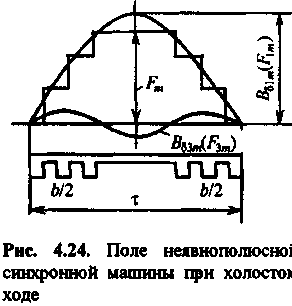 F_m
B_δ1m(F_1m)
B_δ3m(F_3m)
b/2 b/2
τ
Рис. 4.24. Поле неявнополюсной
синхронной машины при холостом
ходе